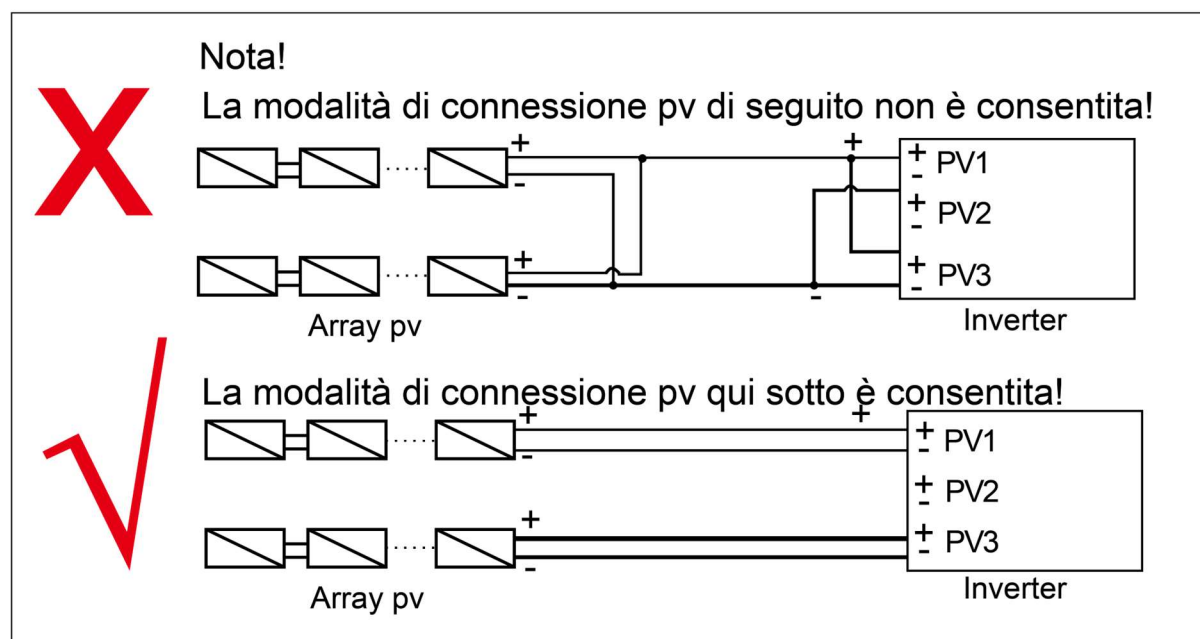 Nota!
La modalità di connessione pv di seguito non è consentita!
+ + + PV1
- -
+ PV2
-
+ + PV3
- - -
Array pv Inverter
La modalità di connessione pv qui sotto è consentita!
+ + + PV1
- -
+ PV2
-
+ + PV3
- -
Array pv Inverter